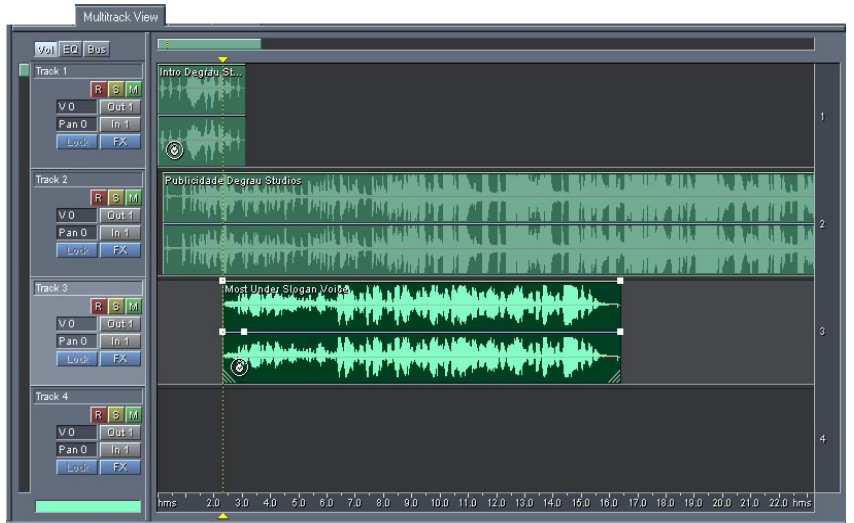 Multitrack View
Vol EQ Bus
Track 1
R S M
V 0 Out 1
Pan 0 In 1
Lock FX
Intro Degrau St...
1
Track 2
R S M
V 0 Out 1
Pan 0 In 1
Lock FX
Publicidade Degrau Studios
2
Track 3
R S M
V 0 Out 1
Pan 0 In 1
Lock FX
Most Under Slogan Voice
3
Track 4
R S M
V 0 Out 1
Pan 0 In 1
Lock FX
4
hms 2.0 3.0 4.0 5.0 6.0 7.0 8.0 9.0 10.0 11.0 12.0 13.0 14.0 15.0 16.0 17.0 18.0 19.0 20.0 21.0 22.0 hms